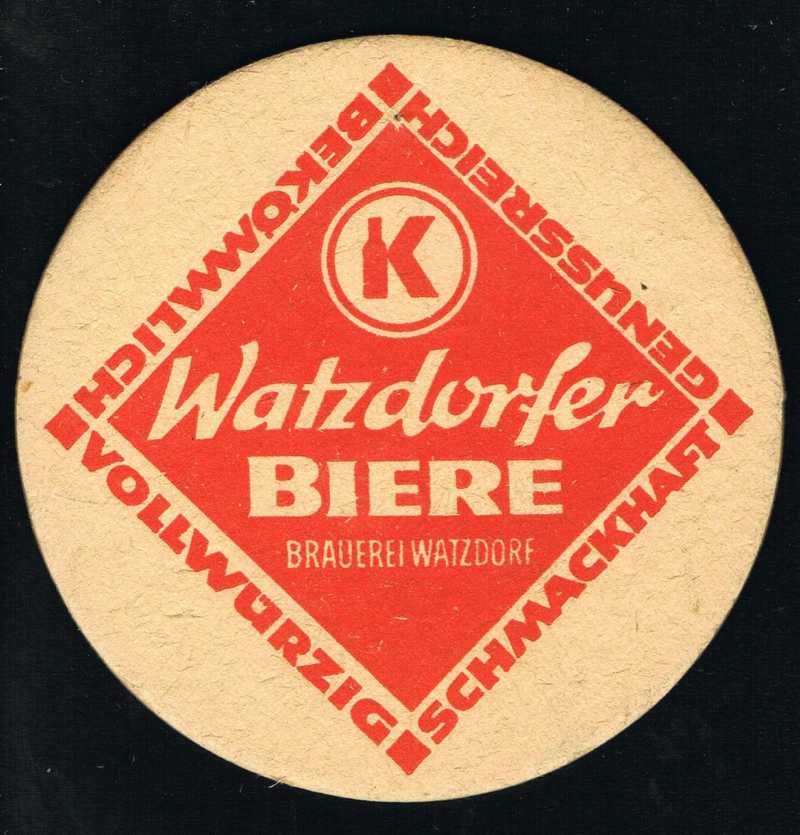 BEKÖMMLICH
GENUSSREICH
K
Watzdorfer
BIERE
BRAUEREI WATZDORF
VOLLWÜRZIG
SCHMACKHAFT